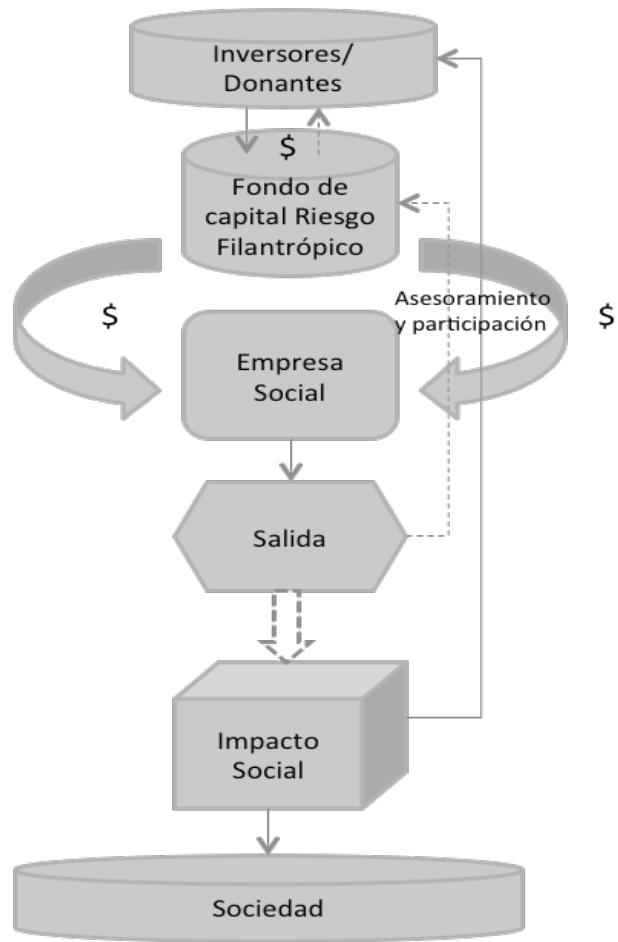 Inversores/
Donantes
$
Fondo de
capital Riesgo
Filantrópico
$
Asesoramiento
y participación
$
Empresa
Social
Salida
Impacto
Social
Sociedad